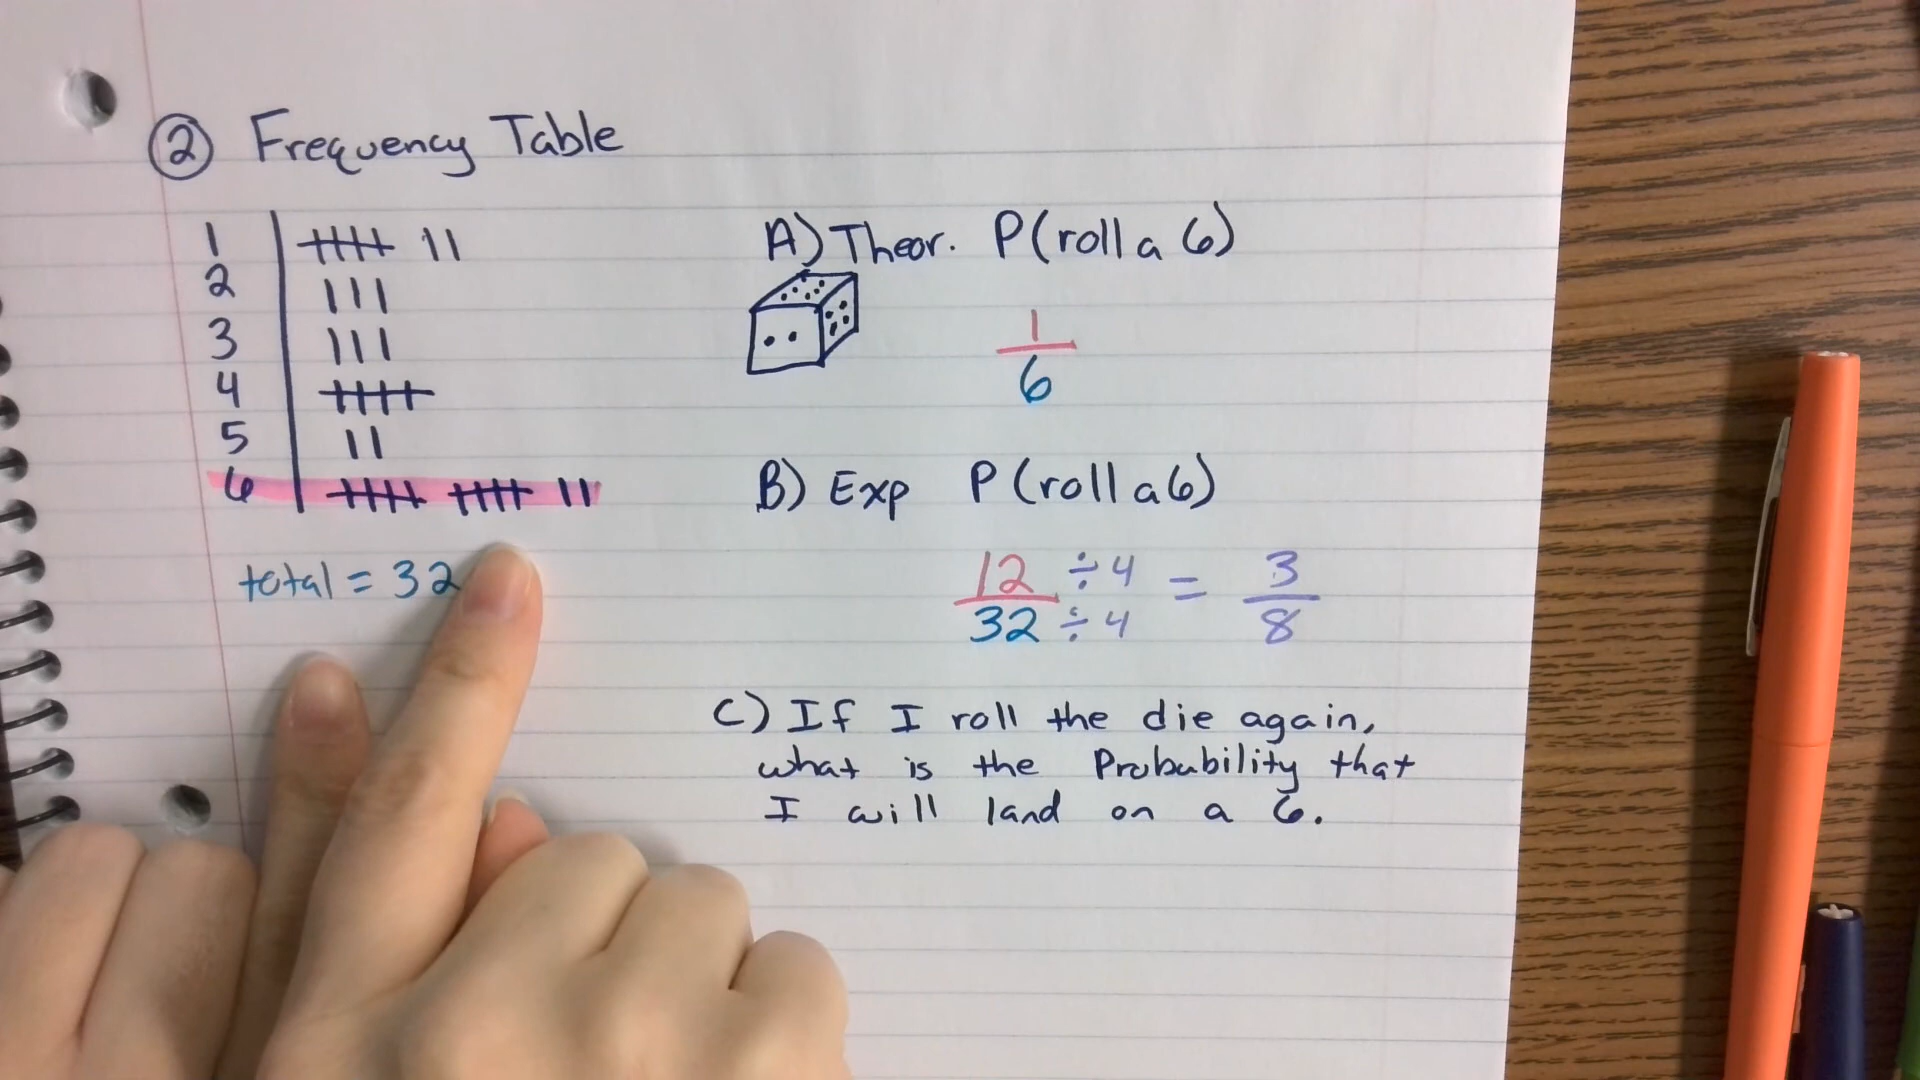 ② Frequency Table
1 | 𝍸 ||
2 | |||
3 | |||
4 | 𝍸
5 | ||
6 | 𝍸 𝍸 ||
total = 32
A) Theor. P(roll a 6)
1/6
B) Exp P(roll a 6)
12/32 ÷4/÷4 = 3/8
C) If I roll the die again,
what is the Probability that
I will land on a 6.